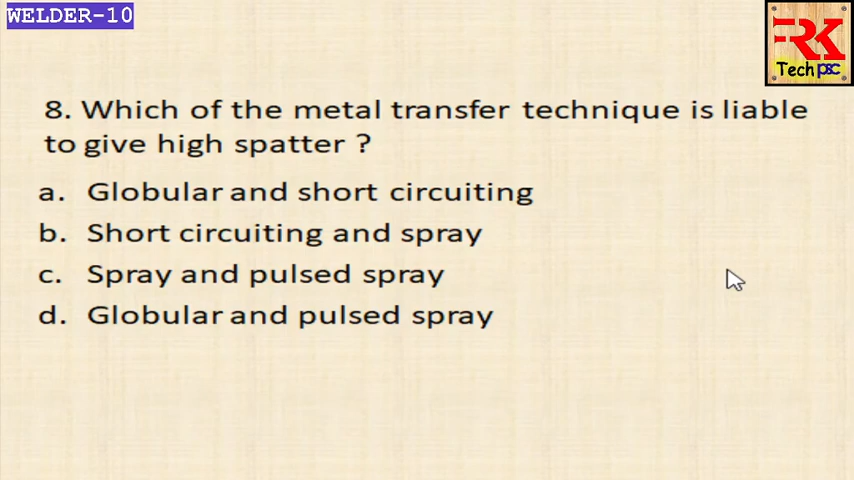 WELDER-10
RK
Tech psc
8. Which of the metal transfer technique is liable
to give high spatter ?
a. Globular and short circuiting
b. Short circuiting and spray
c. Spray and pulsed spray
d. Globular and pulsed spray